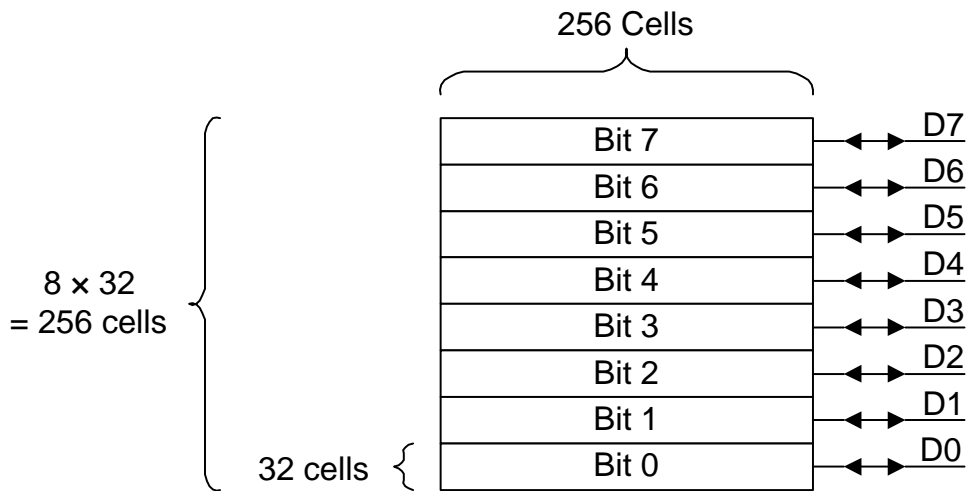 256 Cells
Bit 7 D7
Bit 6 D6
Bit 5 D5
Bit 4 D4
Bit 3 D3
Bit 2 D2
Bit 1 D1
Bit 0 D0
8 × 32
= 256 cells
32 cells